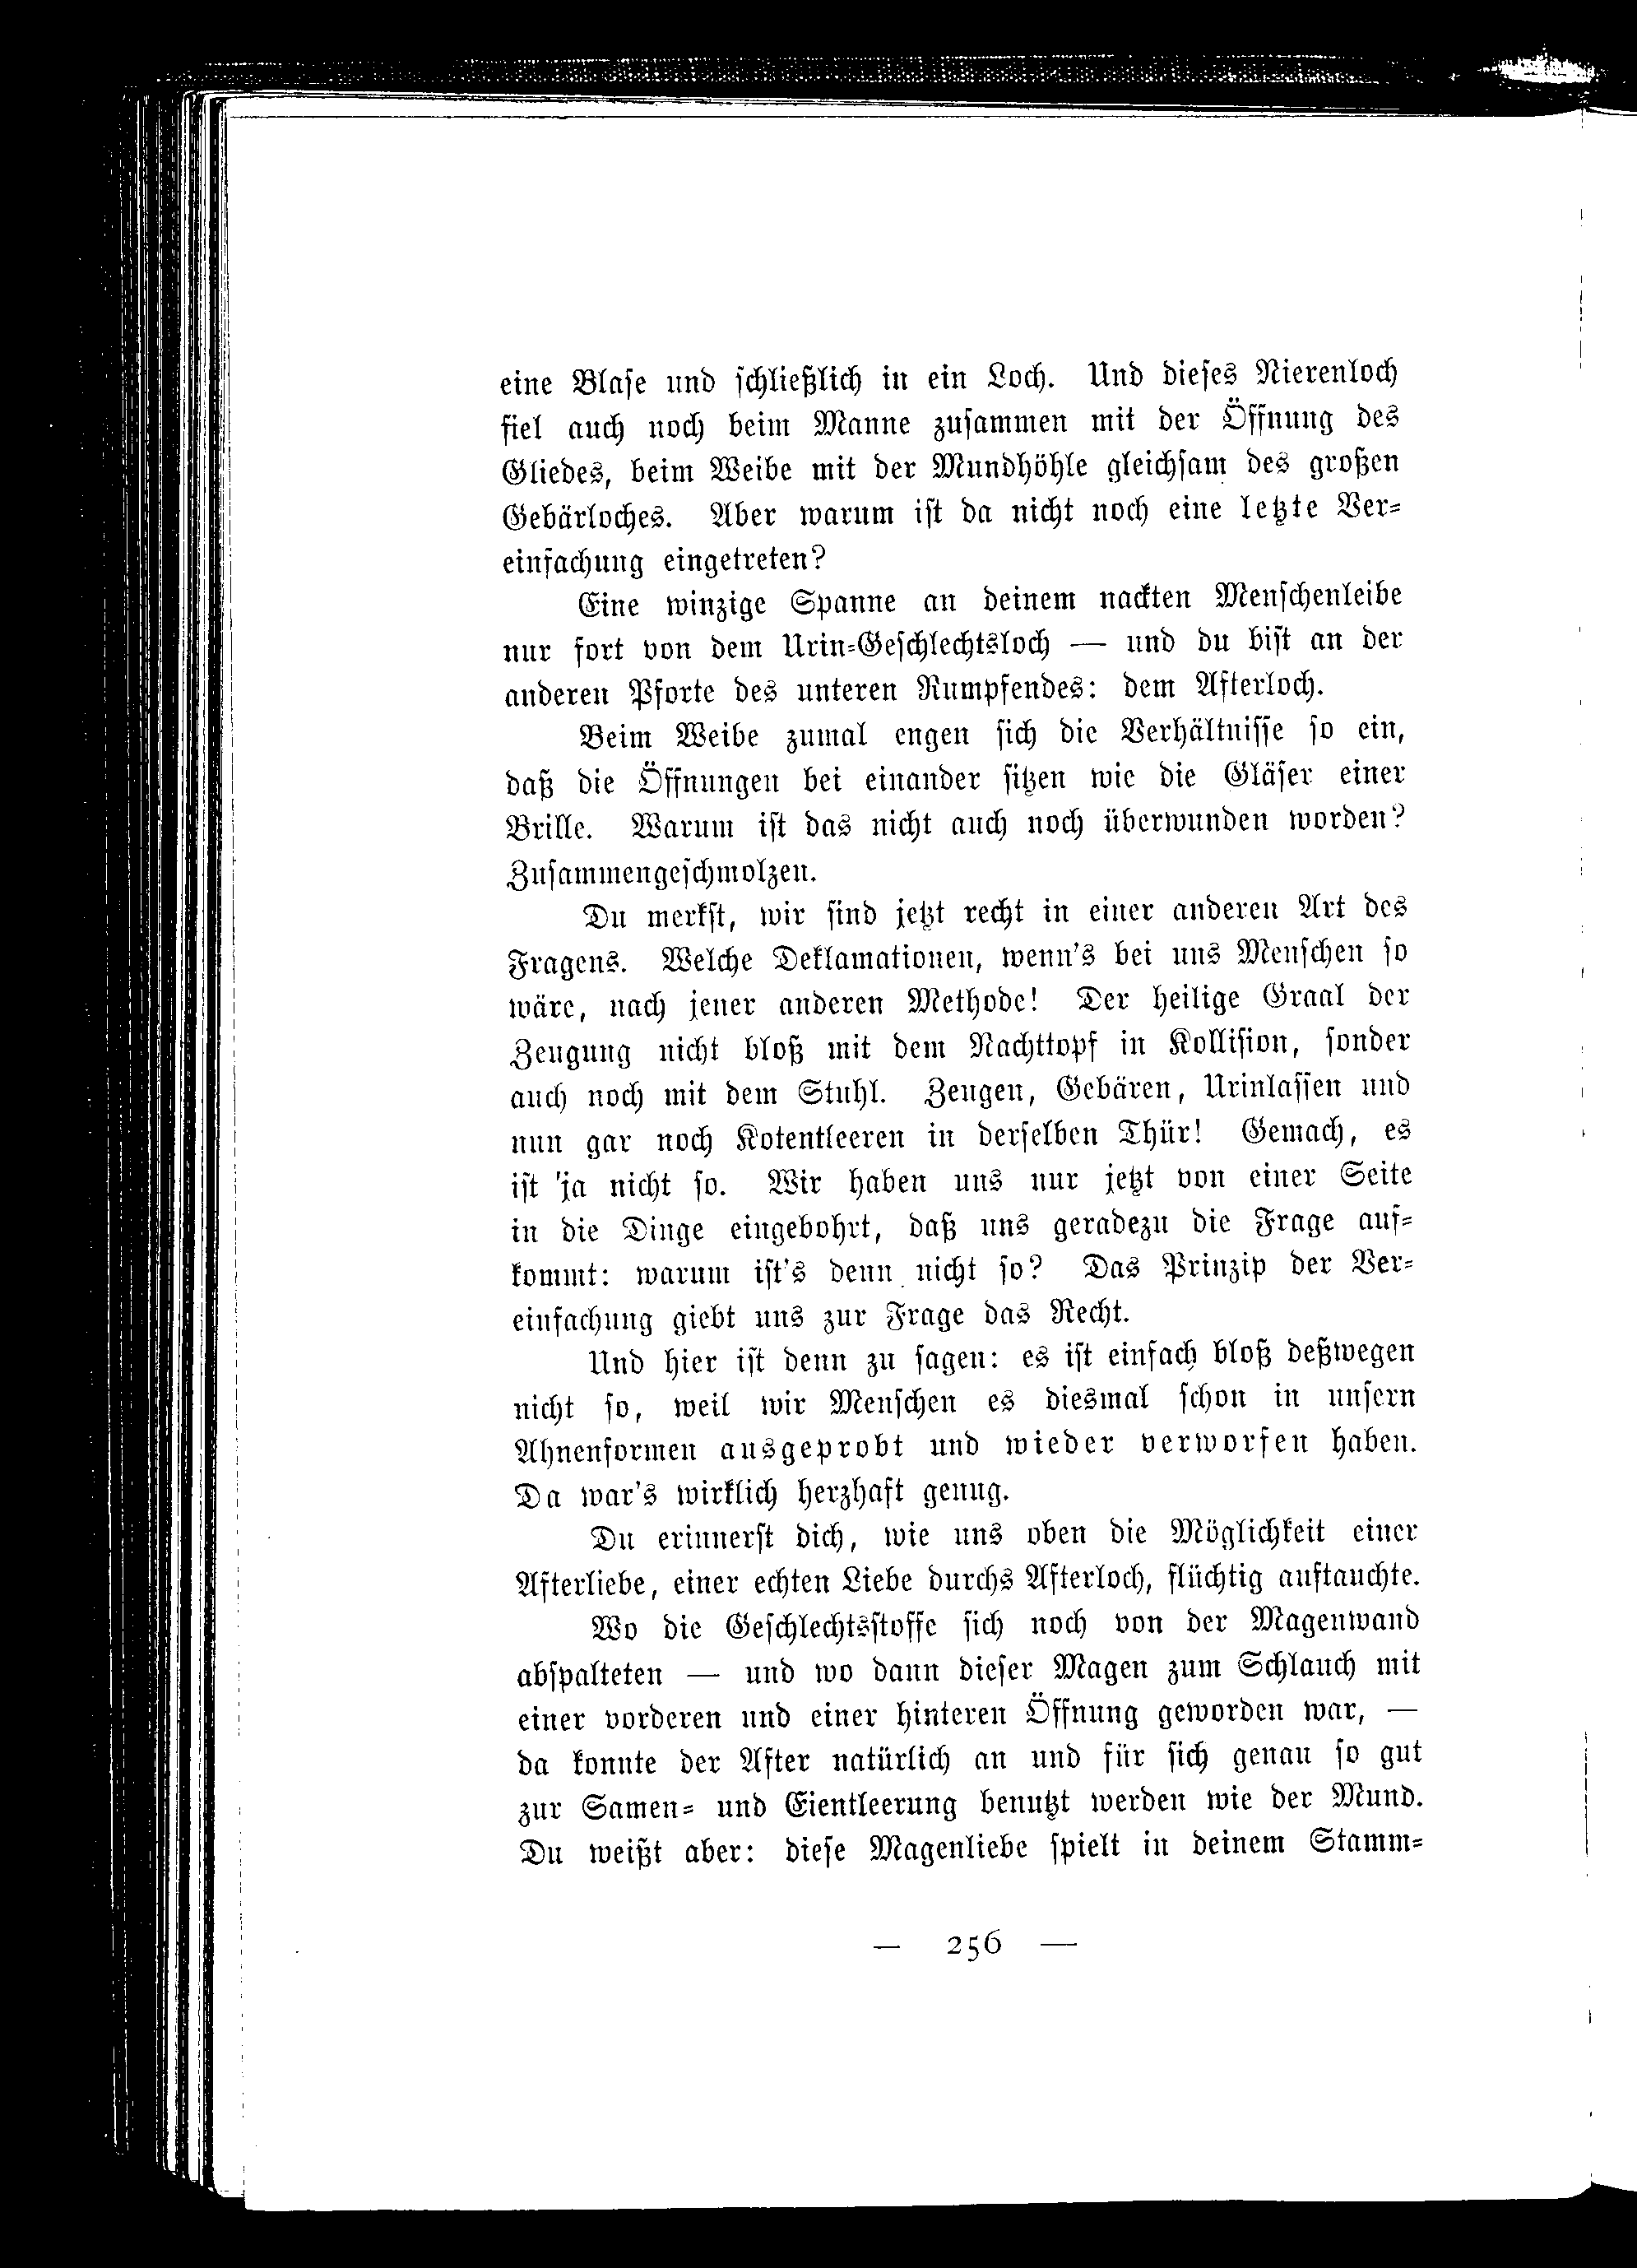 eine Blase und schließlich in ein Loch. Und dieses Nierenloch
fiel auch noch beim Manne zusammen mit der Öffnung des
Gliedes, beim Weibe mit der Mundhöhle gleichsam des großen
Gebärloches. Aber warum ist da nicht noch eine letzte Ver=
einfachung eingetreten?
Eine winzige Spanne an deinem nackten Menschenleibe
nur fort von dem Urin=Geschlechtsloch — und du bist an der
anderen Pforte des unteren Rumpfendes: dem Afterloch.
Beim Weibe zumal engen sich die Verhältnisse so ein,
daß die Öffnungen bei einander sitzen wie die Gläser einer
Brille. Warum ist das nicht auch noch überwunden worden?
Zusammengeschmolzen.
Du merkst, wir sind jetzt recht in einer anderen Art des
Fragens. Welche Deklamationen, wenn's bei uns Menschen so
wäre, nach jener anderen Methode! Der heilige Graal der
Zeugung nicht bloß mit dem Nachttopf in Kollision, sonder
auch noch mit dem Stuhl. Zeugen, Gebären, Urinlassen und
nun gar noch Kotentleeren in derselben Thür! Gemach, es
ist ja nicht so. Wir haben uns nur jetzt von einer Seite
in die Dinge eingebohrt, daß uns geradezu die Frage auf=
kommt: warum ist's denn nicht so? Das Prinzip der Ver=
einfachung giebt uns zur Frage das Recht.
Und hier ist denn zu sagen: es ist einfach bloß deßwegen
nicht so, weil wir Menschen es diesmal schon in unsern
Ahnenformen ausgeprobt und wieder verworfen haben.
Da war's wirklich herzhaft genug.
Du erinnerst dich, wie uns oben die Möglichkeit einer
Afterliebe, einer echten Liebe durchs Afterloch, flüchtig auftauchte.
Wo die Geschlechtsstoffe sich noch von der Magenwand
abspalteten — und wo dann dieser Magen zum Schlauch mit
einer vorderen und einer hinteren Öffnung geworden war, —
da konnte der After natürlich an und für sich genau so gut
zur Samen= und Eientleerung benutzt werden wie der Mund.
Du weißt aber: diese Magenliebe spielt in deinem Stamm=
— 256 —